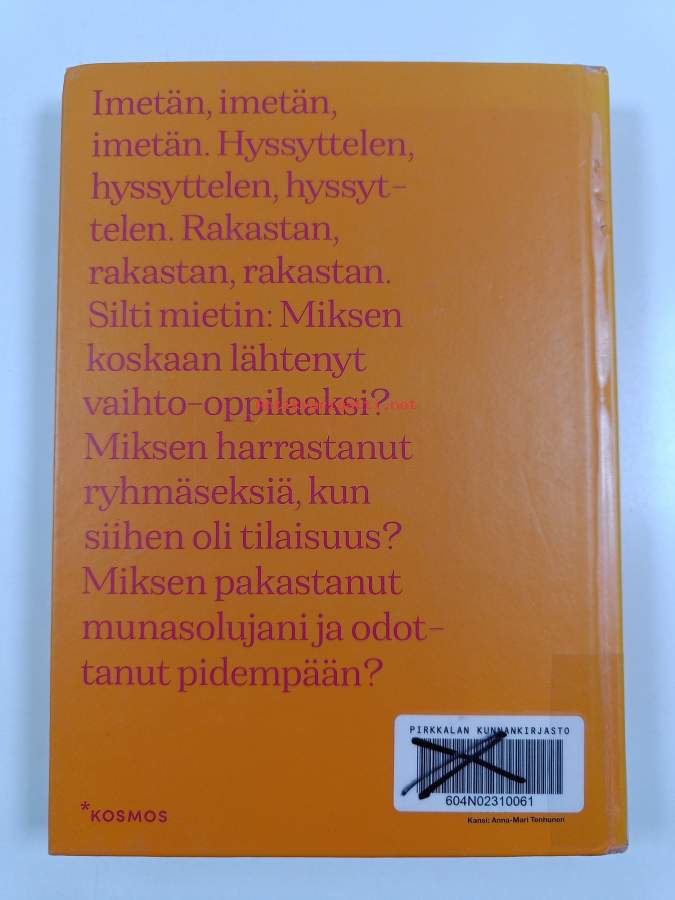 Imetän, imetän,
imetän. Hyssyttelen,
hyssyttelen, hyssyt-
telen. Rakastan,
rakastan, rakastan.
Silti mietin: Miksen
koskaan lähtenyt
vaihto-oppilaaksi?
Miksen harrastanut
ryhmäseksiä, kun
siihen oli tilaisuus?
Miksen pakastanut
munasolujani ja odot-
tanut pidempään?
PIRKKALAN KUNNANKIRJASTO
604N02310061
Kansi: Anna-Mari Tenhunen
*KOSMOS